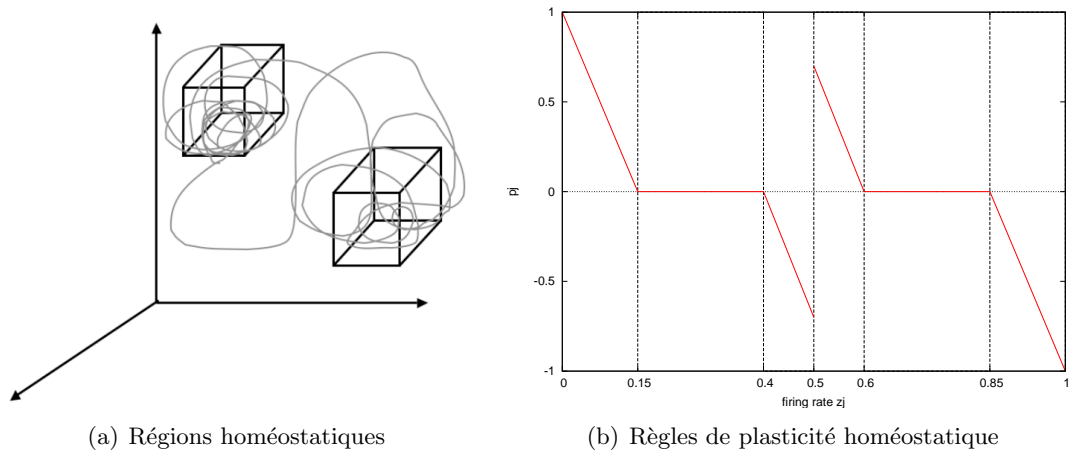 1
0.5
0
-0.5
-1
pj
0 0.15 0.4 0.5 0.6 0.85 1
firing rate zj
(a) Régions homéostatiques
(b) Règles de plasticité homéostatique